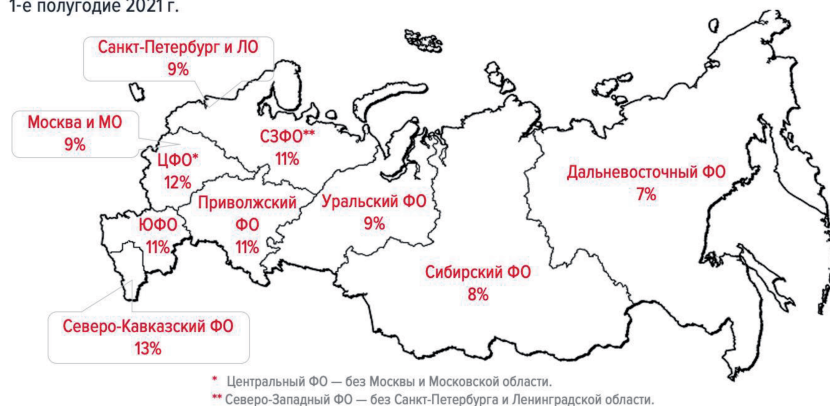 1-е полугодие 2021 г.
Санкт-Петербург и ЛО
9%
Москва и МО
9%
СЗФО**
11%
ЦФО*
12%
Приволжский
ФО
11%
Уральский ФО
9%
Дальневосточный ФО
7%
ЮФО
11%
Сибирский ФО
8%
Северо-Кавказский ФО
13%
* Центральный ФО — без Москвы и Московской области.
** Северо-Западный ФО — без Санкт-Петербурга и Ленинградской области.